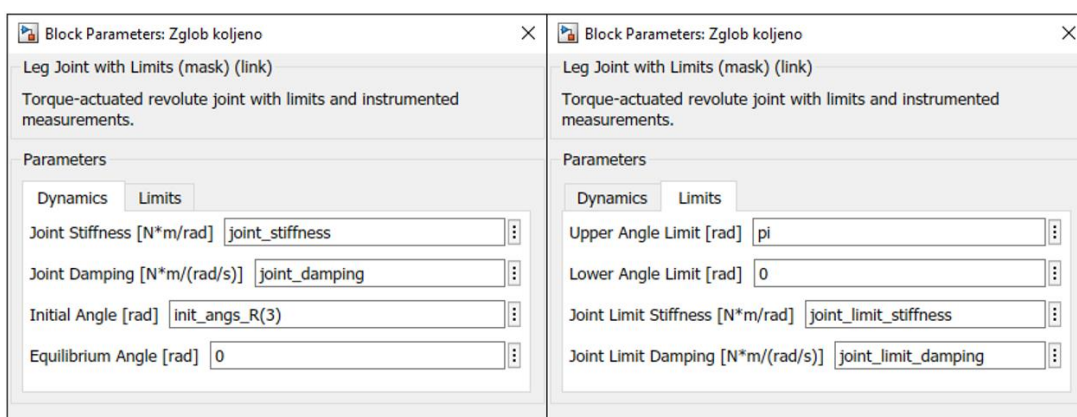 Block Parameters: Zglob koljeno
Leg Joint with Limits (mask) (link)
Torque-actuated revolute joint with limits and instrumented
measurements.
Parameters
Dynamics Limits
Joint Stiffness [N*m/rad] joint_stiffness
Joint Damping [N*m/(rad/s)] joint_damping
Initial Angle [rad] init_angs_R(3)
Equilibrium Angle [rad] 0
Block Parameters: Zglob koljeno
Leg Joint with Limits (mask) (link)
Torque-actuated revolute joint with limits and instrumented
measurements.
Parameters
Dynamics Limits
Upper Angle Limit [rad] pi
Lower Angle Limit [rad] 0
Joint Limit Stiffness [N*m/rad] joint_limit_stiffness
Joint Limit Damping [N*m/(rad/s)] joint_limit_damping